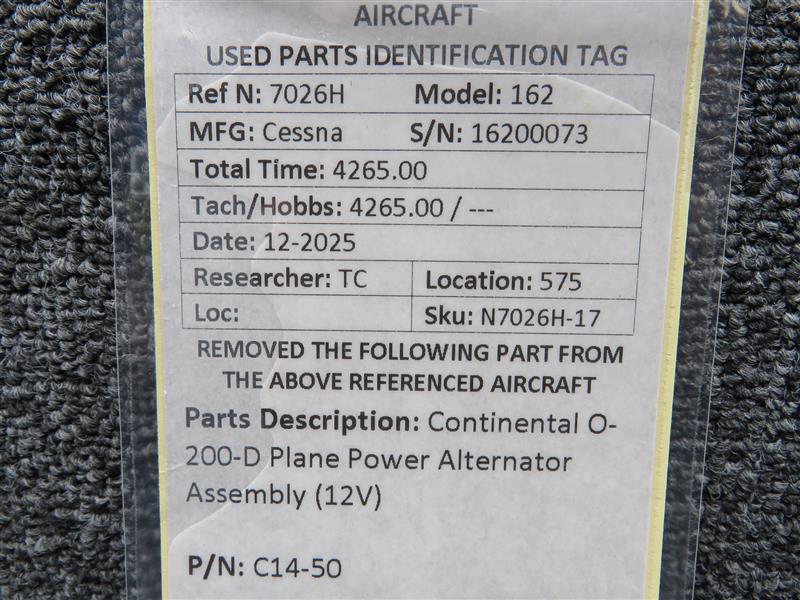 AIRCRAFT
USED PARTS IDENTIFICATION TAG
Ref N: 7026H Model: 162
MFG: Cessna S/N: 16200073
Total Time: 4265.00
Tach/Hobbs: 4265.00 / ---
Date: 12-2025
Researcher: TC Location: 575
Loc: Sku: N7026H-17
REMOVED THE FOLLOWING PART FROM
THE ABOVE REFERENCED AIRCRAFT
Parts Description: Continental O-
200-D Plane Power Alternator
Assembly (12V)
P/N: C14-50